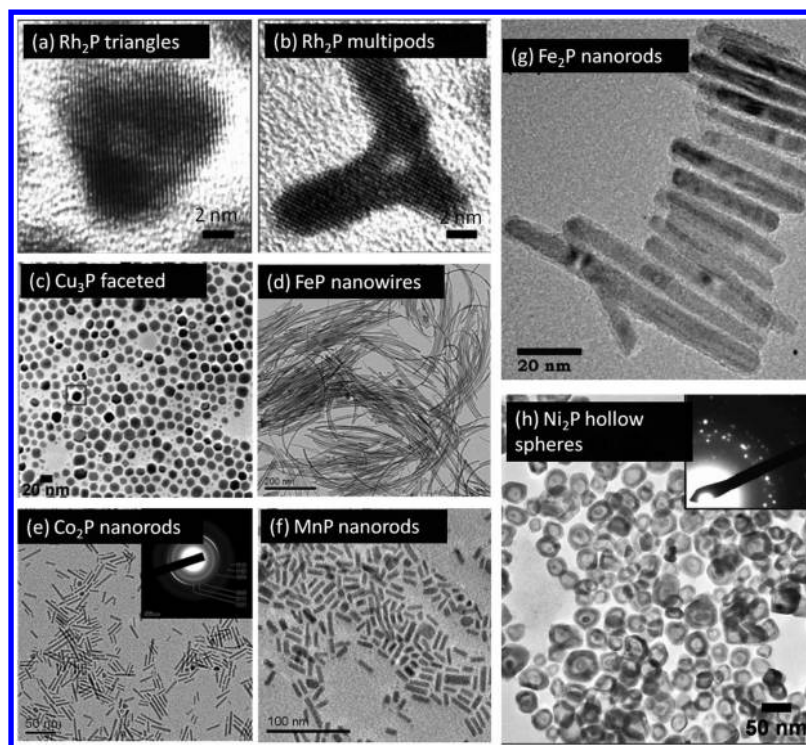 (a) Rh₂P triangles
2 nm
(b) Rh₂P multipods
2 nm
(c) Cu₃P faceted
20 nm
(d) FeP nanowires
200 nm
(e) Co₂P nanorods
50 nm
(f) MnP nanorods
100 nm
(g) Fe₂P nanorods
20 nm
(h) Ni₂P hollow
spheres
50 nm